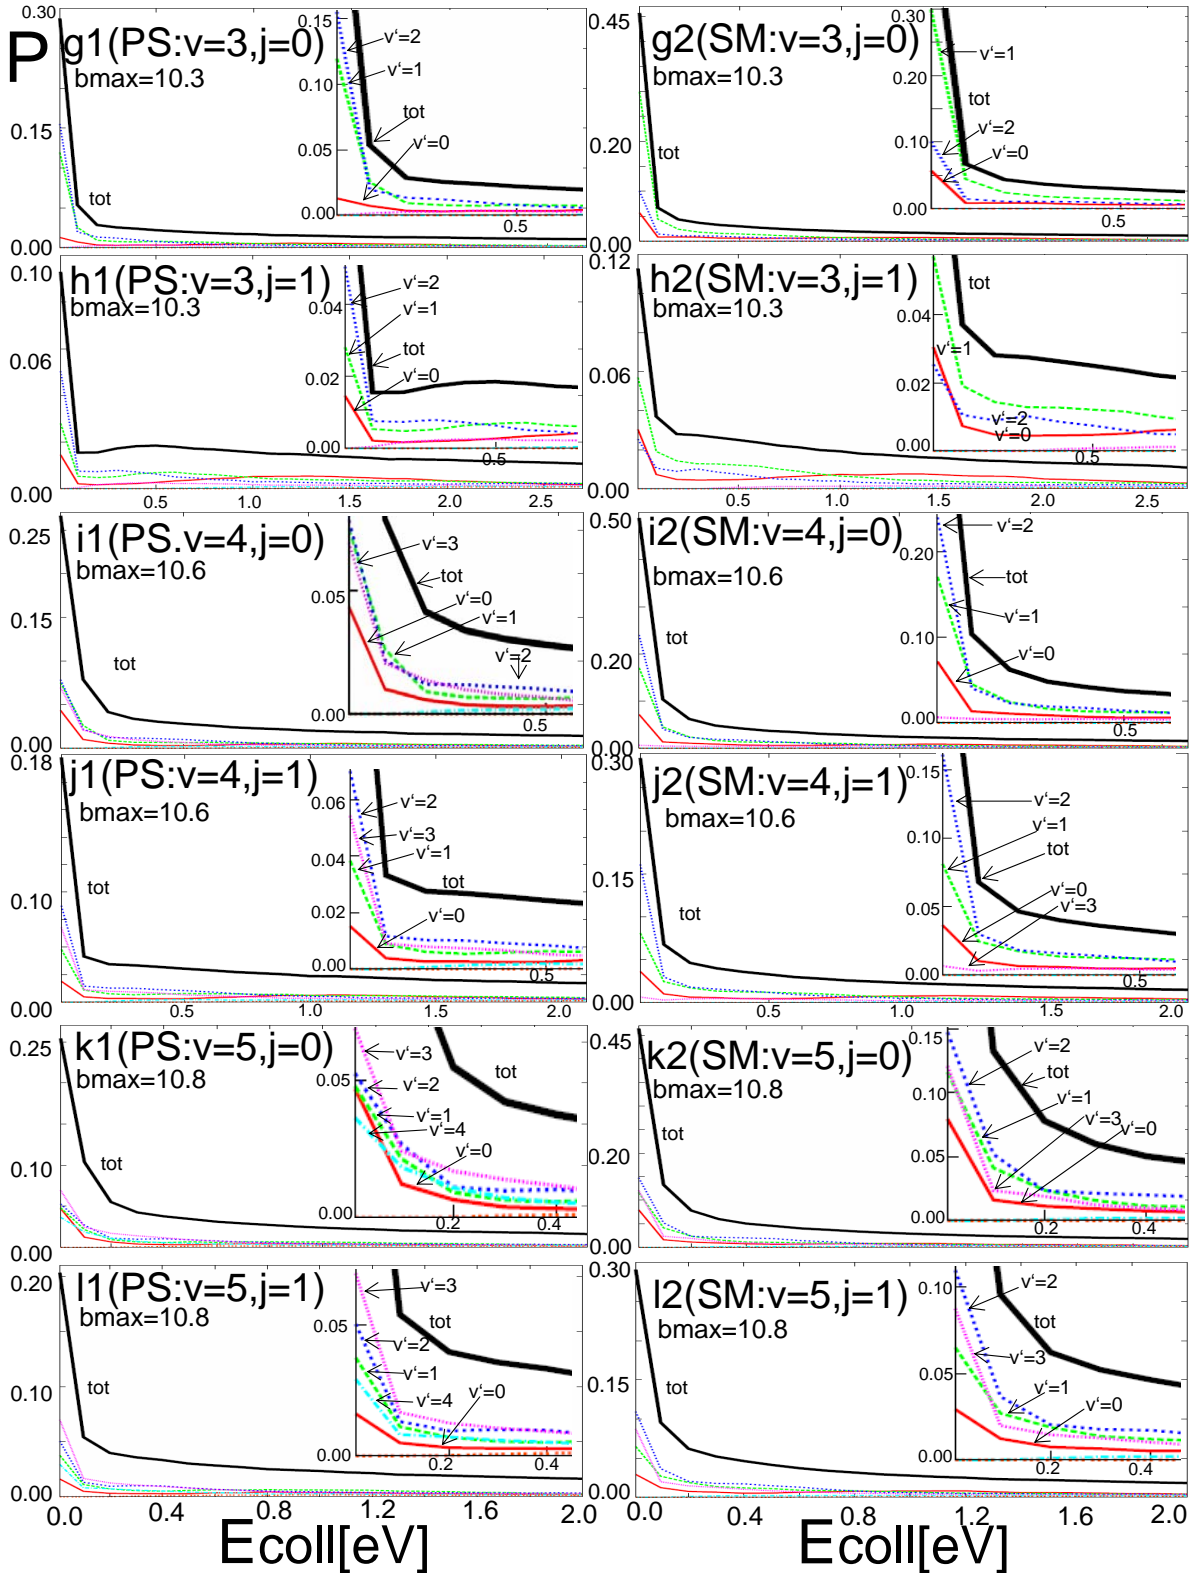 P
0.30
0.15
0.00
g1(PS:v=3,j=0)
bmax=10.3
tot
0.15
0.10
0.05
0.00
v'=2
v'=1
tot
v'=0
0.5
0.45
0.20
0.00
g2(SM:v=3,j=0)
bmax=10.3
tot
0.30
0.20
0.10
0.00
v'=1
tot
v'=2
v'=0
0.5
0.10
0.06
0.00
h1(PS:v=3,j=1)
bmax=10.3
0.04
0.02
0.00
v'=2
v'=1
tot
v'=0
0.5
0.5
1.0
1.5
2.0
2.5
0.12
0.06
0.00
h2(SM:v=3,j=1)
bmax=10.3
0.04
0.02
0.00
tot
v'=1
v'=2
v'=0
0.5
0.5
1.0
1.5
2.0
2.5
0.25
0.15
0.00
i1(PS.v=4,j=0)
bmax=10.6
tot
0.05
0.00
v'=3
tot
v'=0
v'=1
v'=2
0.5
0.50
0.20
0.00
i2(SM:v=4,j=0)
bmax=10.6
tot
0.20
0.10
0.00
v'=2
tot
v'=1
v'=0
0.5
0.18
0.10
0.00
j1(PS:v=4,j=1)
bmax=10.6
tot
0.06
0.04
0.02
0.00
v'=2
v'=3
v'=1
tot
v'=0
0.5
0.5
1.0
1.5
2.0
0.30
0.15
0.00
j2(SM:v=4,j=1)
bmax=10.6
tot
0.15
0.10
0.05
0.00
v'=2
v'=1
tot
v'=0
v'=3
0.5
0.5
1.0
1.5
2.0
0.25
0.10
0.00
k1(PS:v=5,j=0)
bmax=10.8
tot
0.05
0.00
v'=3
tot
v'=2
v'=1
v'=4
v'=0
0.2
0.4
0.45
0.20
0.00
k2(SM:v=5,j=0)
bmax=10.8
tot
0.15
0.10
0.05
0.00
v'=2
tot
v'=1
v'=3
v'=0
0.2
0.4
0.20
0.10
0.00
l1(PS:v=5,j=1)
bmax=10.8
tot
0.05
0.00
v'=3
tot
v'=2
v'=1
v'=4
v'=0
0.2
0.4
0.0
0.4
0.8
1.2
1.6
2.0
Ecoll[eV]
0.30
0.15
0.00
l2(SM:v=5,j=1)
bmax=10.8
tot
0.10
0.05
0.00
v'=2
tot
v'=3
v'=1
v'=0
0.2
0.4
0.0
0.4
0.8
1.2
1.6
2.0
Ecoll[eV]